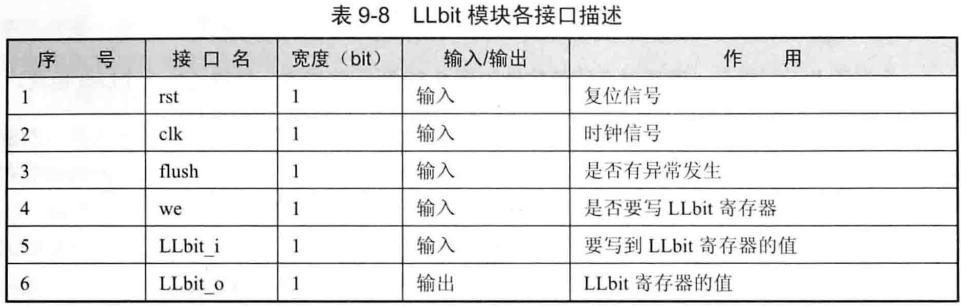 表 9-8 LLbit 模块各接口描述
序 号 接 口 名 宽度（bit） 输入/输出 作 用
1 rst 1 输入 复位信号
2 clk 1 输入 时钟信号
3 flush 1 输入 是否有异常发生
4 we 1 输入 是否要写 LLbit 寄存器
5 LLbit_i 1 输入 要写到 LLbit 寄存器的值
6 LLbit_o 1 输出 LLbit 寄存器的值